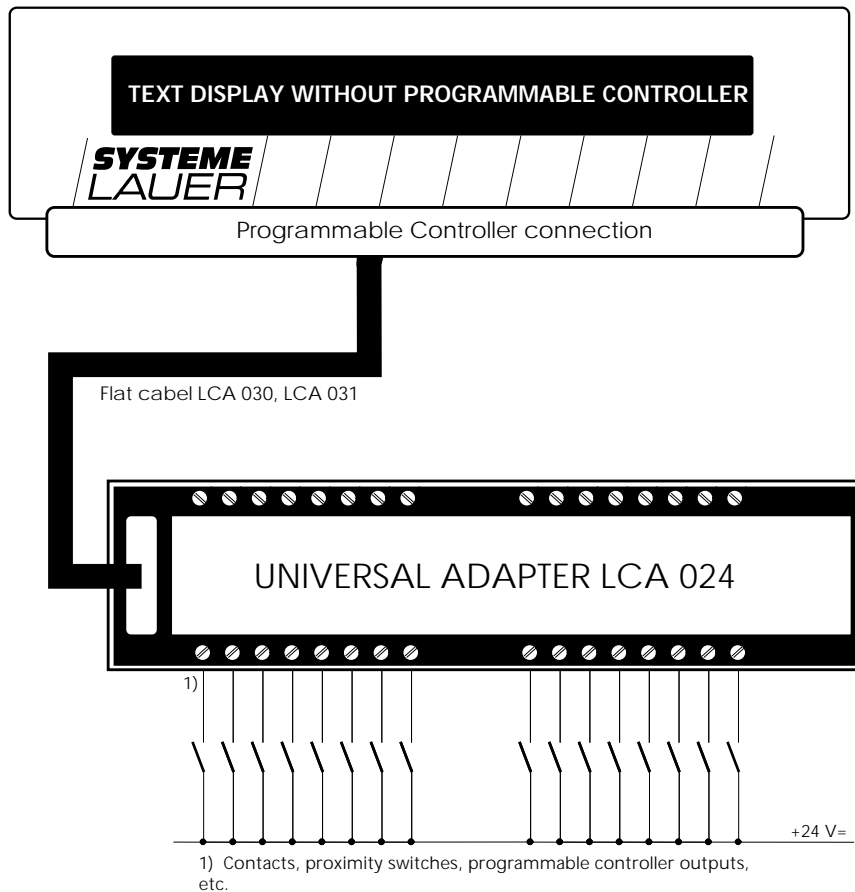 TEXT DISPLAY WITHOUT PROGRAMMABLE CONTROLLER
SYSTEME
LAUER
Programmable Controller connection
Flat cabel LCA 030, LCA 031
UNIVERSAL ADAPTER LCA 024
1)
+24 V=
1) Contacts, proximity switches, programmable controller outputs,
etc.